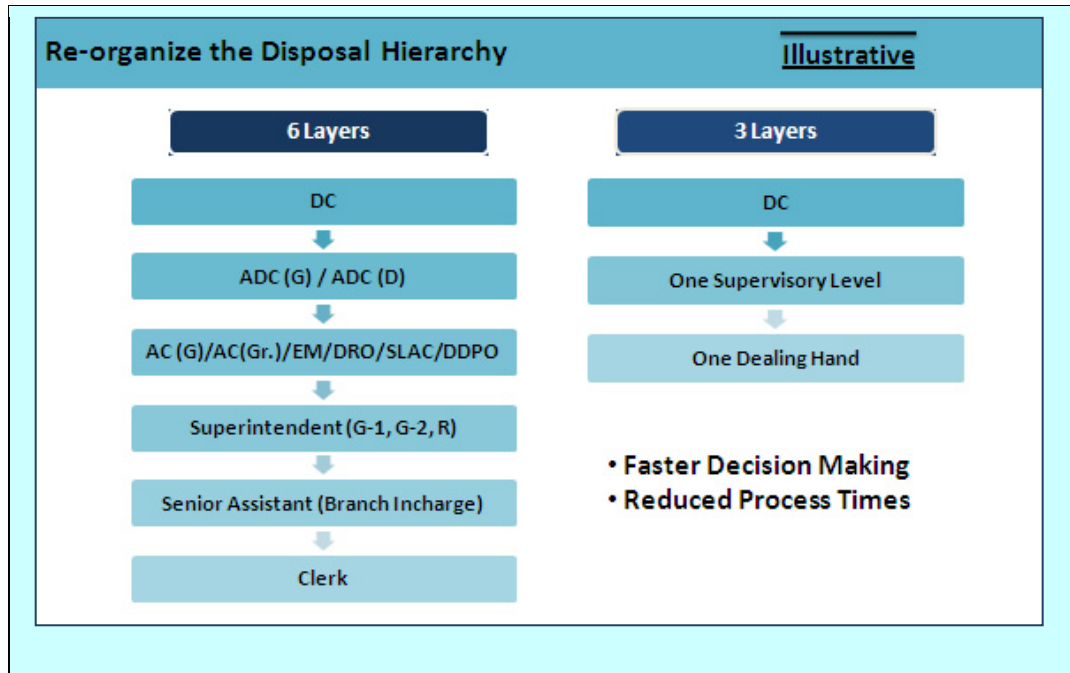 Re-organize the Disposal Hierarchy
Illustrative
6 Layers
DC
ADC (G) / ADC (D)
AC (G)/AC(Gr.)/EM/DRO/SLAC/DDPO
Superintendent (G-1, G-2, R)
Senior Assistant (Branch Incharge)
Clerk
3 Layers
DC
One Supervisory Level
One Dealing Hand
• Faster Decision Making
• Reduced Process Times